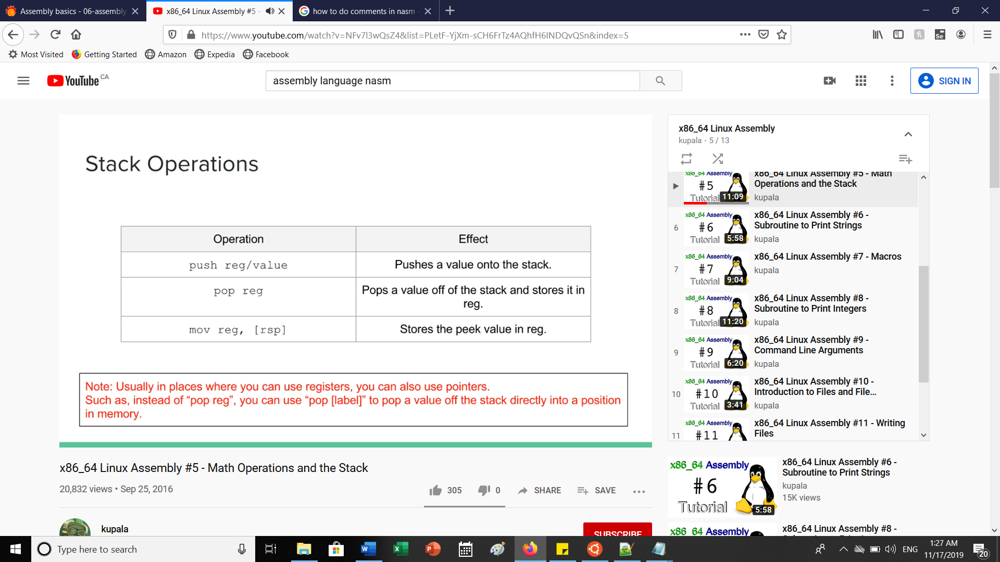 Assembly basics - 06-assembly.
x86_64 Linux Assembly #5 -
how to do comments in nasm -
https://www.youtube.com/watch?v=NFv7l3wQsZ4&list=PLetF-YjXm-sCH6FrTz4AQhfH6INDQvQSn&index=5
Se
Most Visited
Getting Started
Amazon
Expedia
Facebook
YouTube CA
assembly language nasm
SIGN IN
Stack Operations
Operation
Effect
push reg/value
Pushes a value onto the stack.
pop reg
Pops a value off of the stack and stores it in
reg.
mov reg, [rsp]
Stores the peek value in reg.
Note: Usually in places where you can use registers, you can also use pointers.
Such as, instead of “pop reg”, you can use “pop [label]” to pop a value off the stack directly into a position
in memory.
x86_64 Linux Assembly #5 - Math Operations and the Stack
20,832 views • Sep 25, 2016
305
0
SHARE
SAVE
kupala
SUBSCRIBE
x86_64 Linux Assembly
kupala - 5 / 13
x86_64 Assembly
#5
Tutorial
11:09
x86_64 Linux Assembly #5 - Math
Operations and the Stack
kupala
6
x86_64 Assembly
#6
Tutorial
5:58
x86_64 Linux Assembly #6 -
Subroutine to Print Strings
kupala
7
x86_64 Assembly
#7
Tutorial
9:04
x86_64 Linux Assembly #7 - Macros
kupala
8
x86_64 Assembly
#8
Tutorial
11:20
x86_64 Linux Assembly #8 -
Subroutine to Print Integers
kupala
9
x86_64 Assembly
#9
Tutorial
6:20
x86_64 Linux Assembly #9 -
Command Line Arguments
kupala
10
x86_64 Assembly
#10
Tutorial
3:41
x86_64 Linux Assembly #10 -
Introduction to Files and File...
kupala
11
x86_64 Assembly
#11
x86_64 Linux Assembly #11 - Writing
Files
x86_64 Assembly
#6
Tutorial
5:58
x86_64 Linux Assembly #6 -
Subroutine to Print Strings
kupala
15K views
x86_64 Assembly
x86_64 Linux Assembly #8 -
Type here to search
ENG
1:27 AM
11/17/2019
20